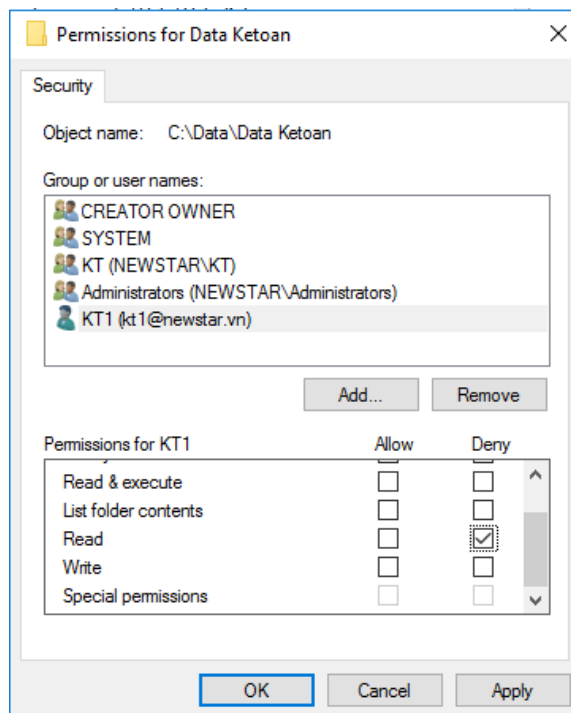 Permissions for Data Ketoan
Security
Object name: C:\Data\Data Ketoan
Group or user names:
CREATOR OWNER
SYSTEM
KT (NEWSTAR\KT)
Administrators (NEWSTAR\Administrators)
KT1 (kt1@newstar.vn)
Add... Remove
Permissions for KT1 Allow Deny
Read & execute
List folder contents
Read
Write
Special permissions
OK Cancel Apply